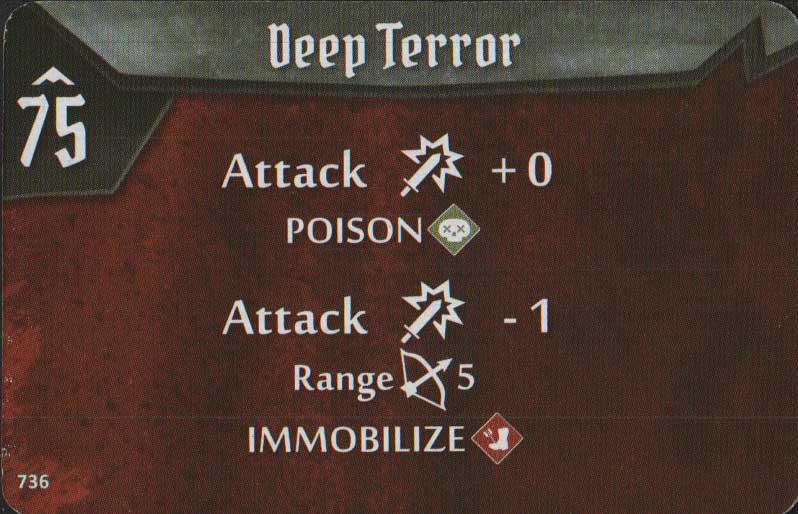 Deep Terror
75
Attack + 0
POISON
Attack - 1
Range 5
IMMOBILIZE
736